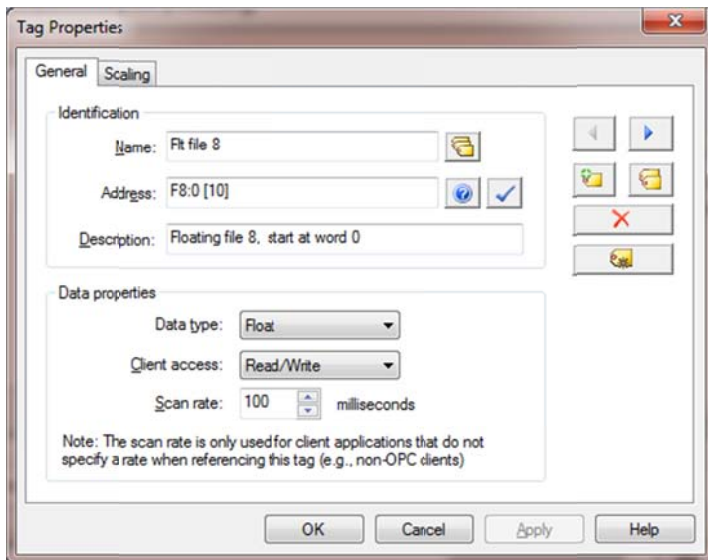 Tag Properties
General Scaling
Identification
Name: Flt file 8
Address: F8:0 [10]
Description: Floating file 8, start at word 0
Data properties
Data type: Float
Client access: Read/Write
Scan rate: 100 milliseconds
Note: The scan rate is only used for client applications that do not
specify a rate when referencing this tag (e.g., non-OPC clients)
OK Cancel Apply Help